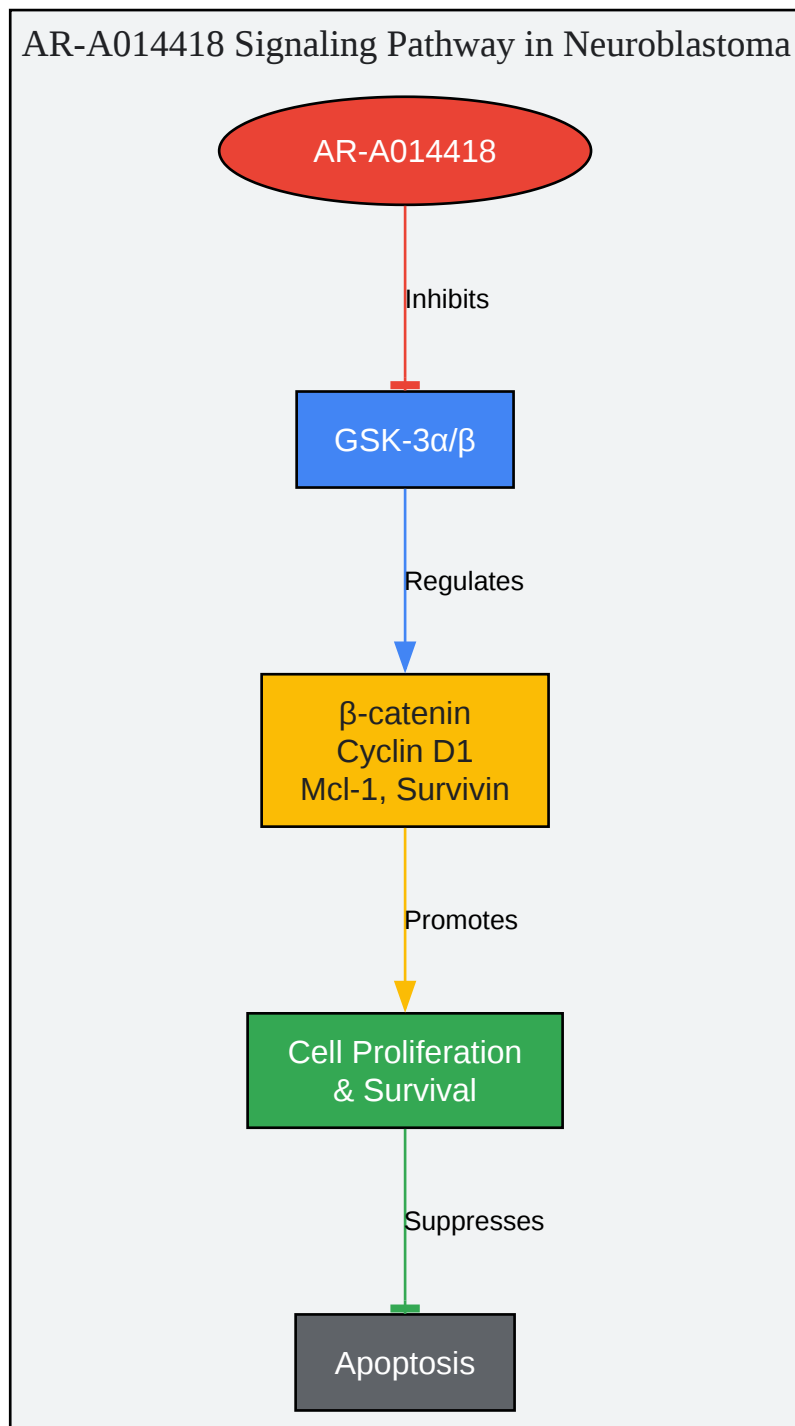 AR-A014418 Signaling Pathway in Neuroblastoma
AR-A014418
Inhibits
GSK-3α/β
Regulates
β-catenin
Cyclin D1
Mcl-1, Survivin
Promotes
Cell Proliferation
& Survival
Suppresses
Apoptosis